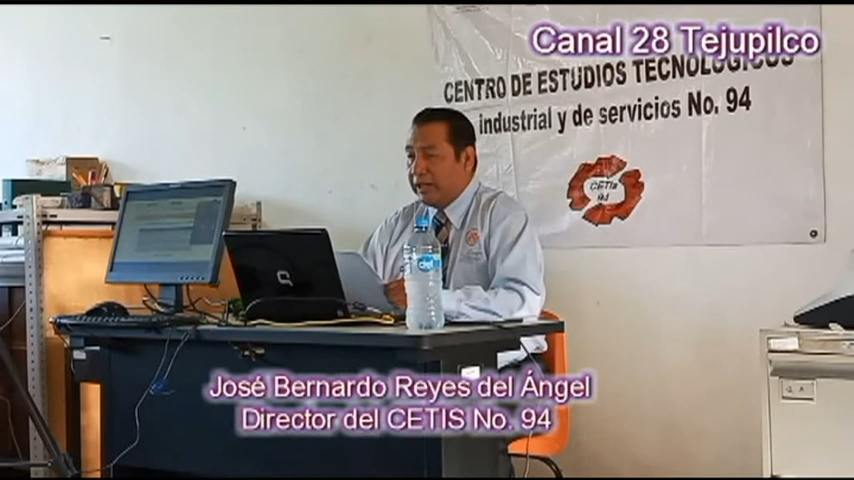 Canal 28 Tejupilco
CENTRO DE ESTUDIOS TECNOLÓGICOS
industrial y de servicios No. 94
CETis
94
del
José Bernardo Reyes del Ángel
Director del CETIS No. 94